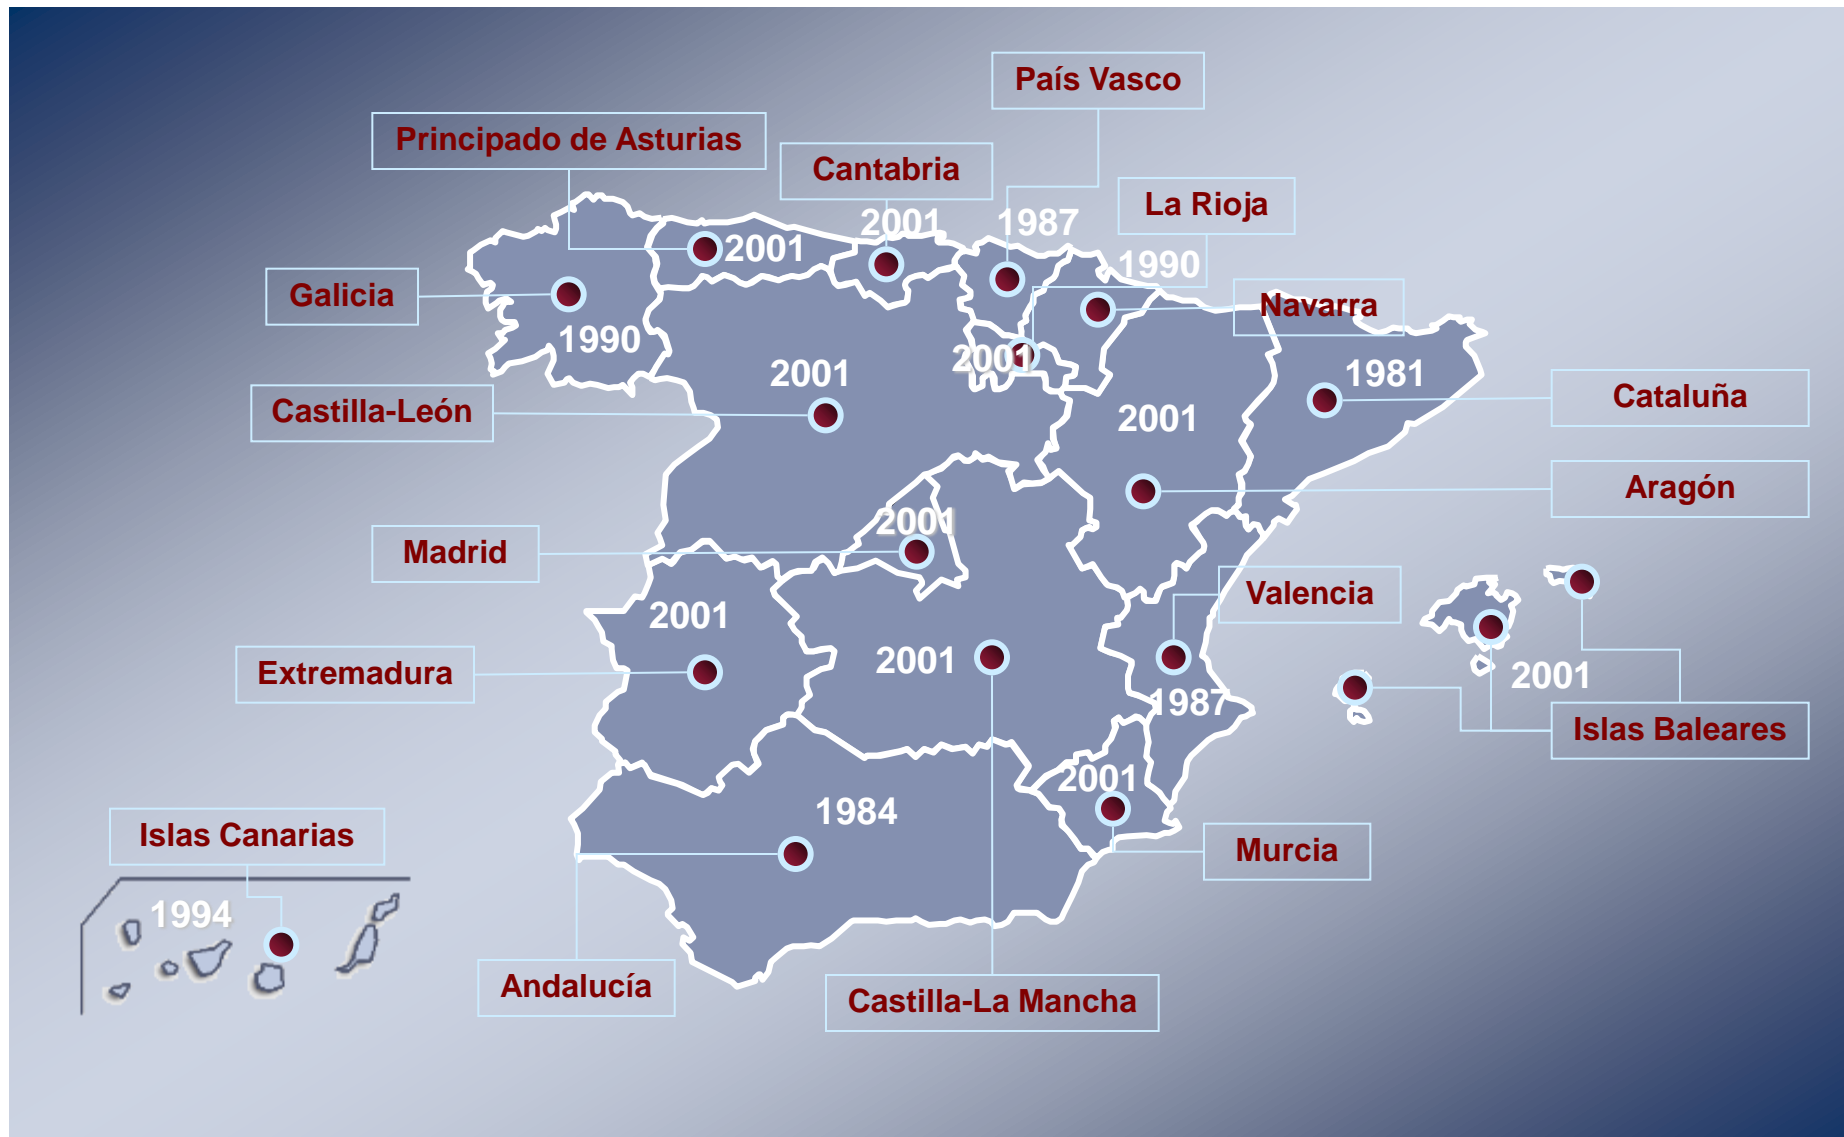 País Vasco
Principado de Asturias
Cantabria
La Rioja
2001
1987
2001
1990
Galicia
Navarra
1990
2001
2001
1981
Castilla-León
Cataluña
2001
Aragón
2001
Madrid
Valencia
2001
2001
Extremadura
2001
1987
Islas Baleares
2001
1984
Islas Canarias
Murcia
1994
Andalucía
Castilla-La Mancha